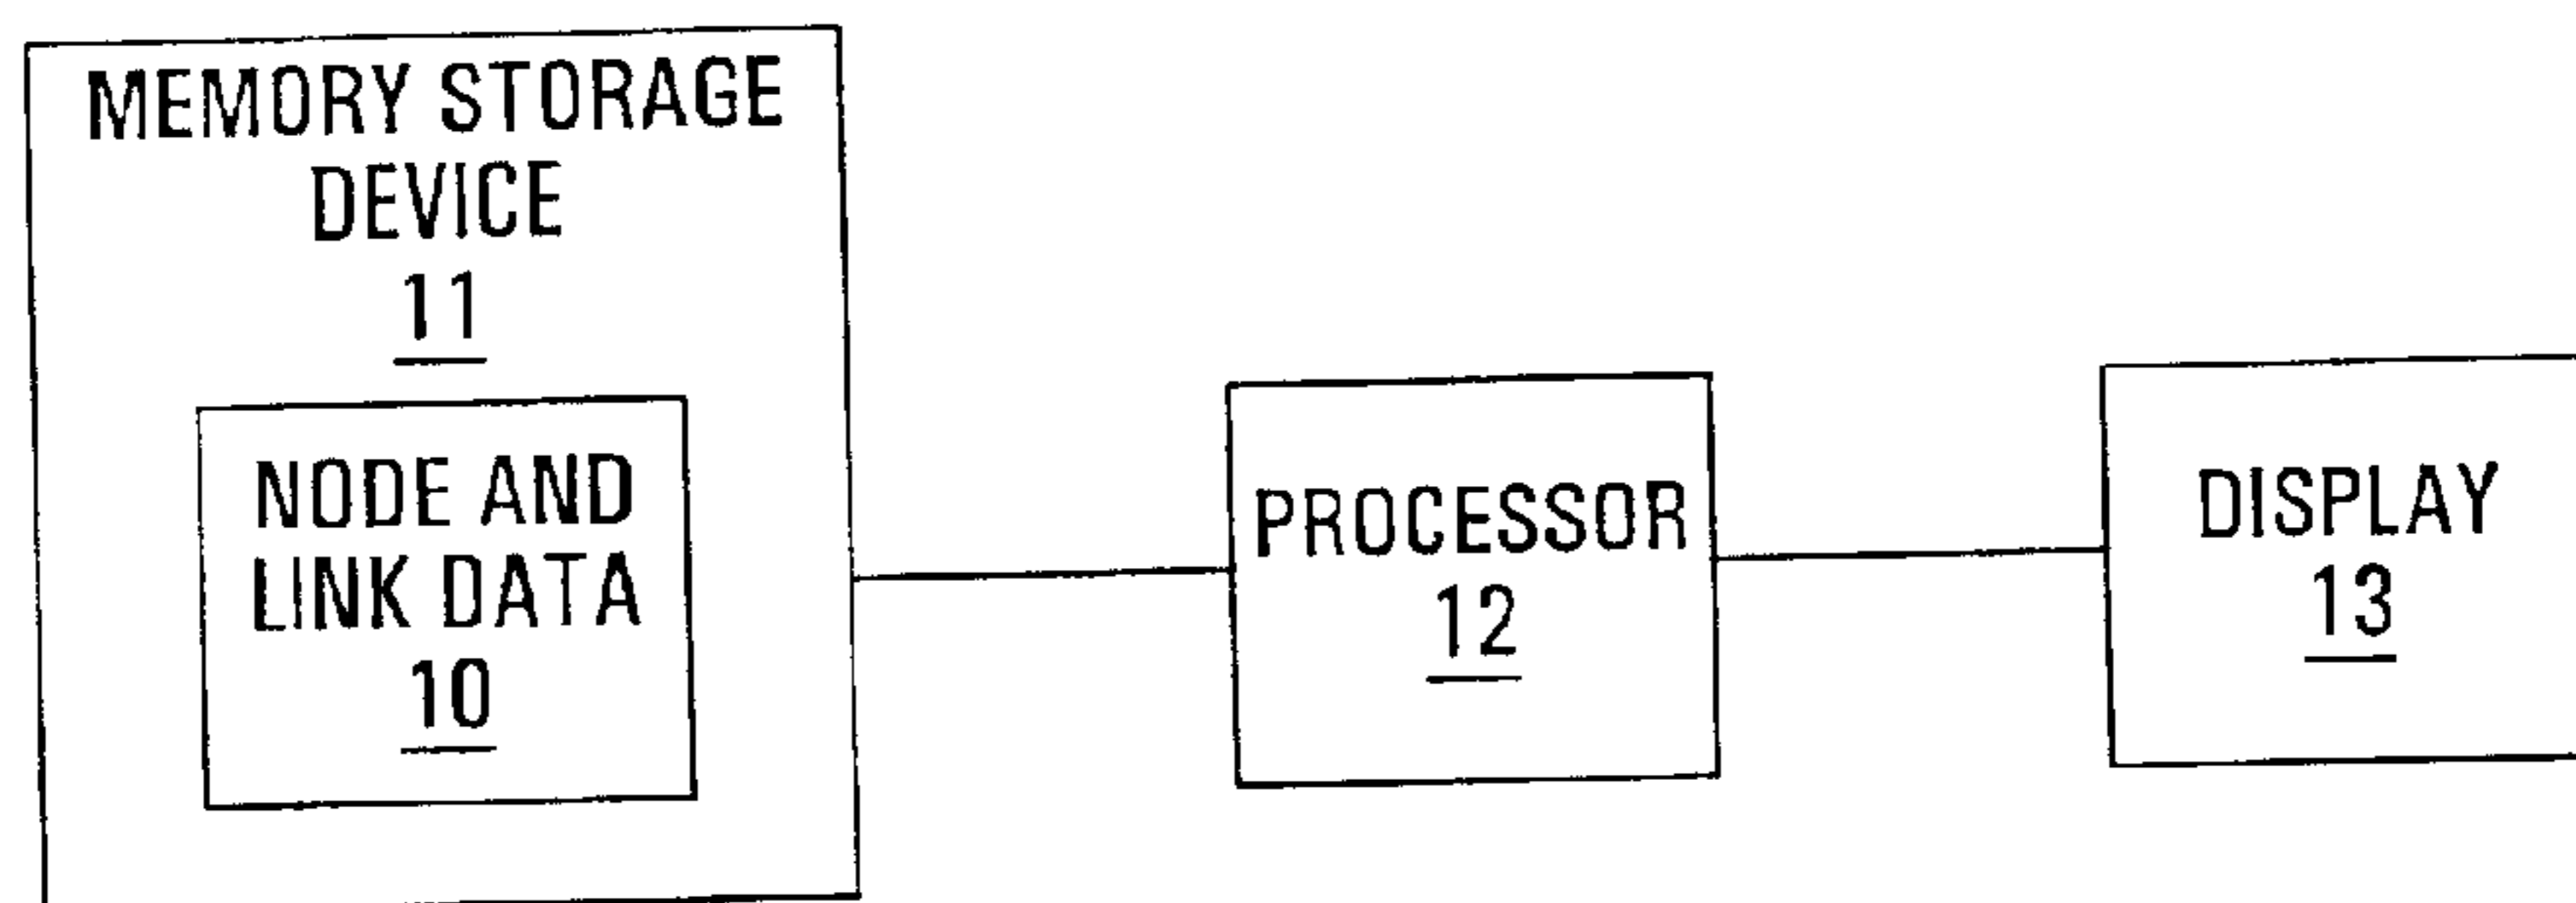 MEMORY STORAGE
DEVICE
11
NODE AND
LINK DATA
10
PROCESSOR
12
DISPLAY
13